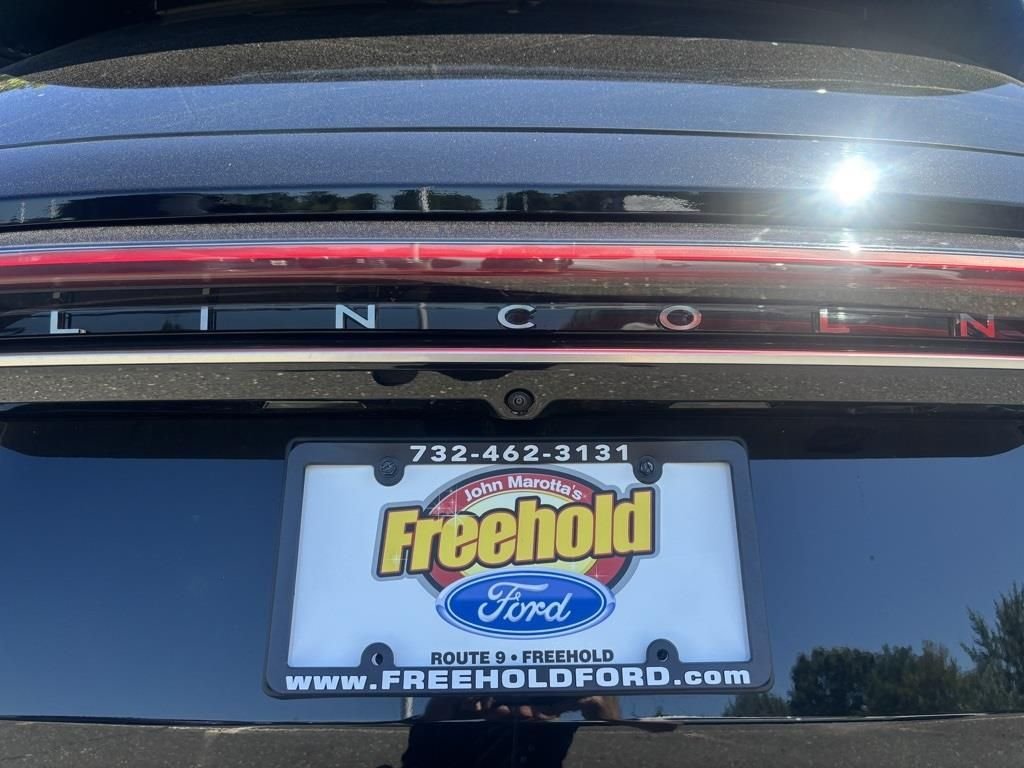 LINCOLN
732-462-3131
John Marotta's
Freehold
Ford
ROUTE 9 • FREEHOLD
www.FREEHOLDFORD.com